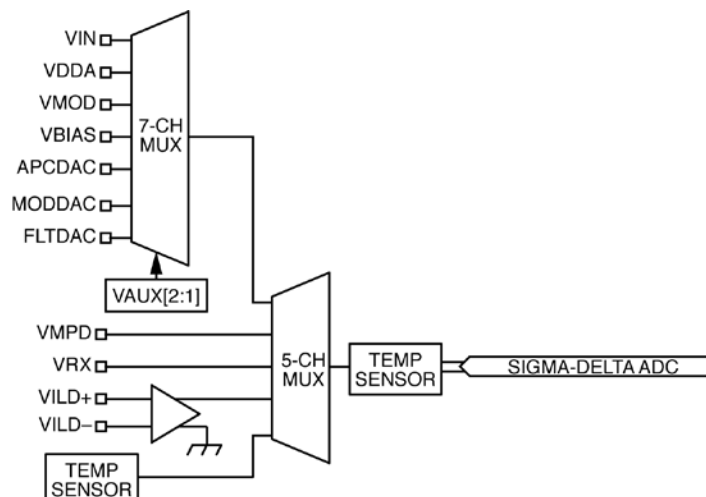 VIN
VDDA
VMOD
VBIAS
APCDAC
MODDAC
FLTDAC
7-CH
MUX
VAUX[2:1]
VMPD
VRX
VILD+
VILD−
5-CH
MUX
TEMP
SENSOR
SIGMA-DELTA ADC
TEMP
SENSOR